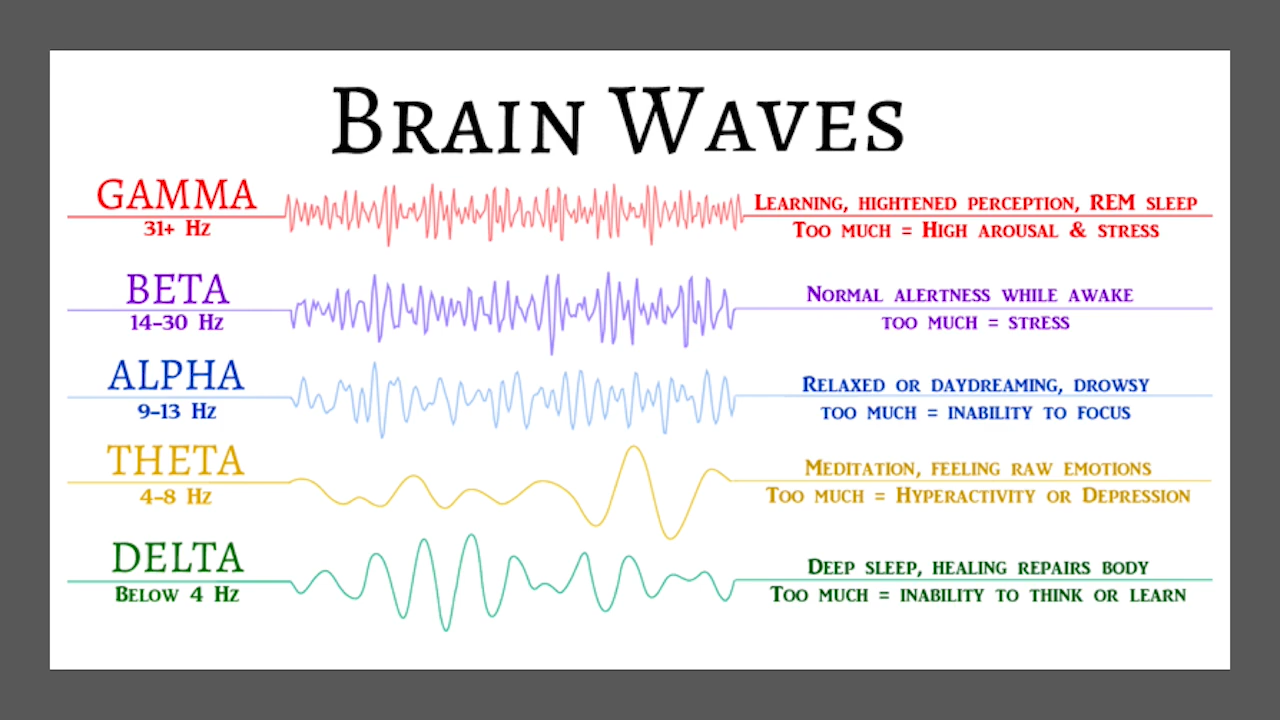 BRAIN WAVES
GAMMA
31+ Hz
LEARNING, HIGHTENED PERCEPTION, REM SLEEP
TOO MUCH = HIGH AROUSAL & STRESS
BETA
14-30 Hz
NORMAL ALERTNESS WHILE AWAKE
TOO MUCH = STRESS
ALPHA
9-13 Hz
RELAXED OR DAYDREAMING, DROWSY
TOO MUCH = INABILITY TO FOCUS
THETA
4-8 Hz
MEDITATION, FEELING RAW EMOTIONS
TOO MUCH = HYPERACTIVITY OR DEPRESSION
DELTA
BELOW 4 Hz
DEEP SLEEP, HEALING REPAIRS BODY
TOO MUCH = INABILITY TO THINK OR LEARN